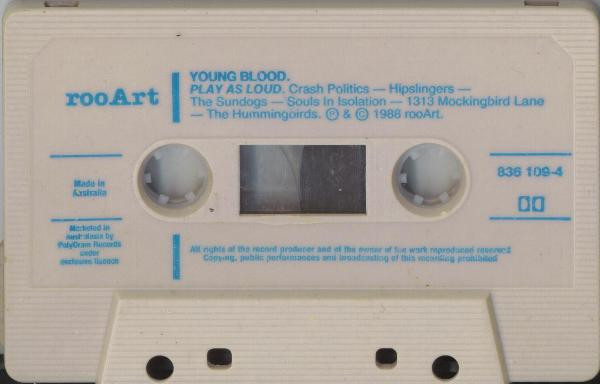 rooArt
YOUNG BLOOD.
PLAY AS LOUD. Crash Politics — Hipslingers —
The Sundogs — Souls In Isolation — 1313 Mockingbird Lane
— The Hummingbirds. Ⓟ & © 1988 rooArt.
Made in
Australia
836 109-4
Marketed in
Australasia by
PolyGram Records
under
exclusive licence
All rights of the record producer and of the owner of the work reproduced reserved
Copying, public performances and broadcasting of this recording prohibited